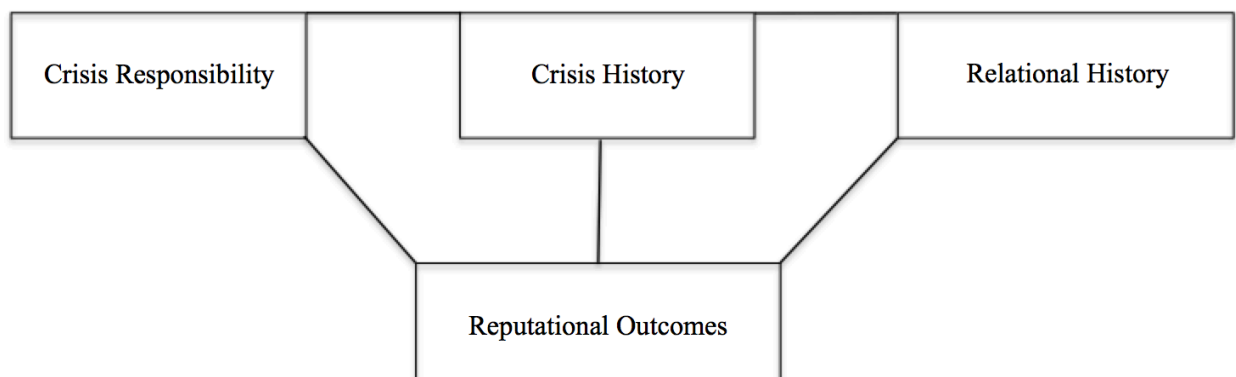 Crisis Responsibility
Crisis History
Relational History
Reputational Outcomes